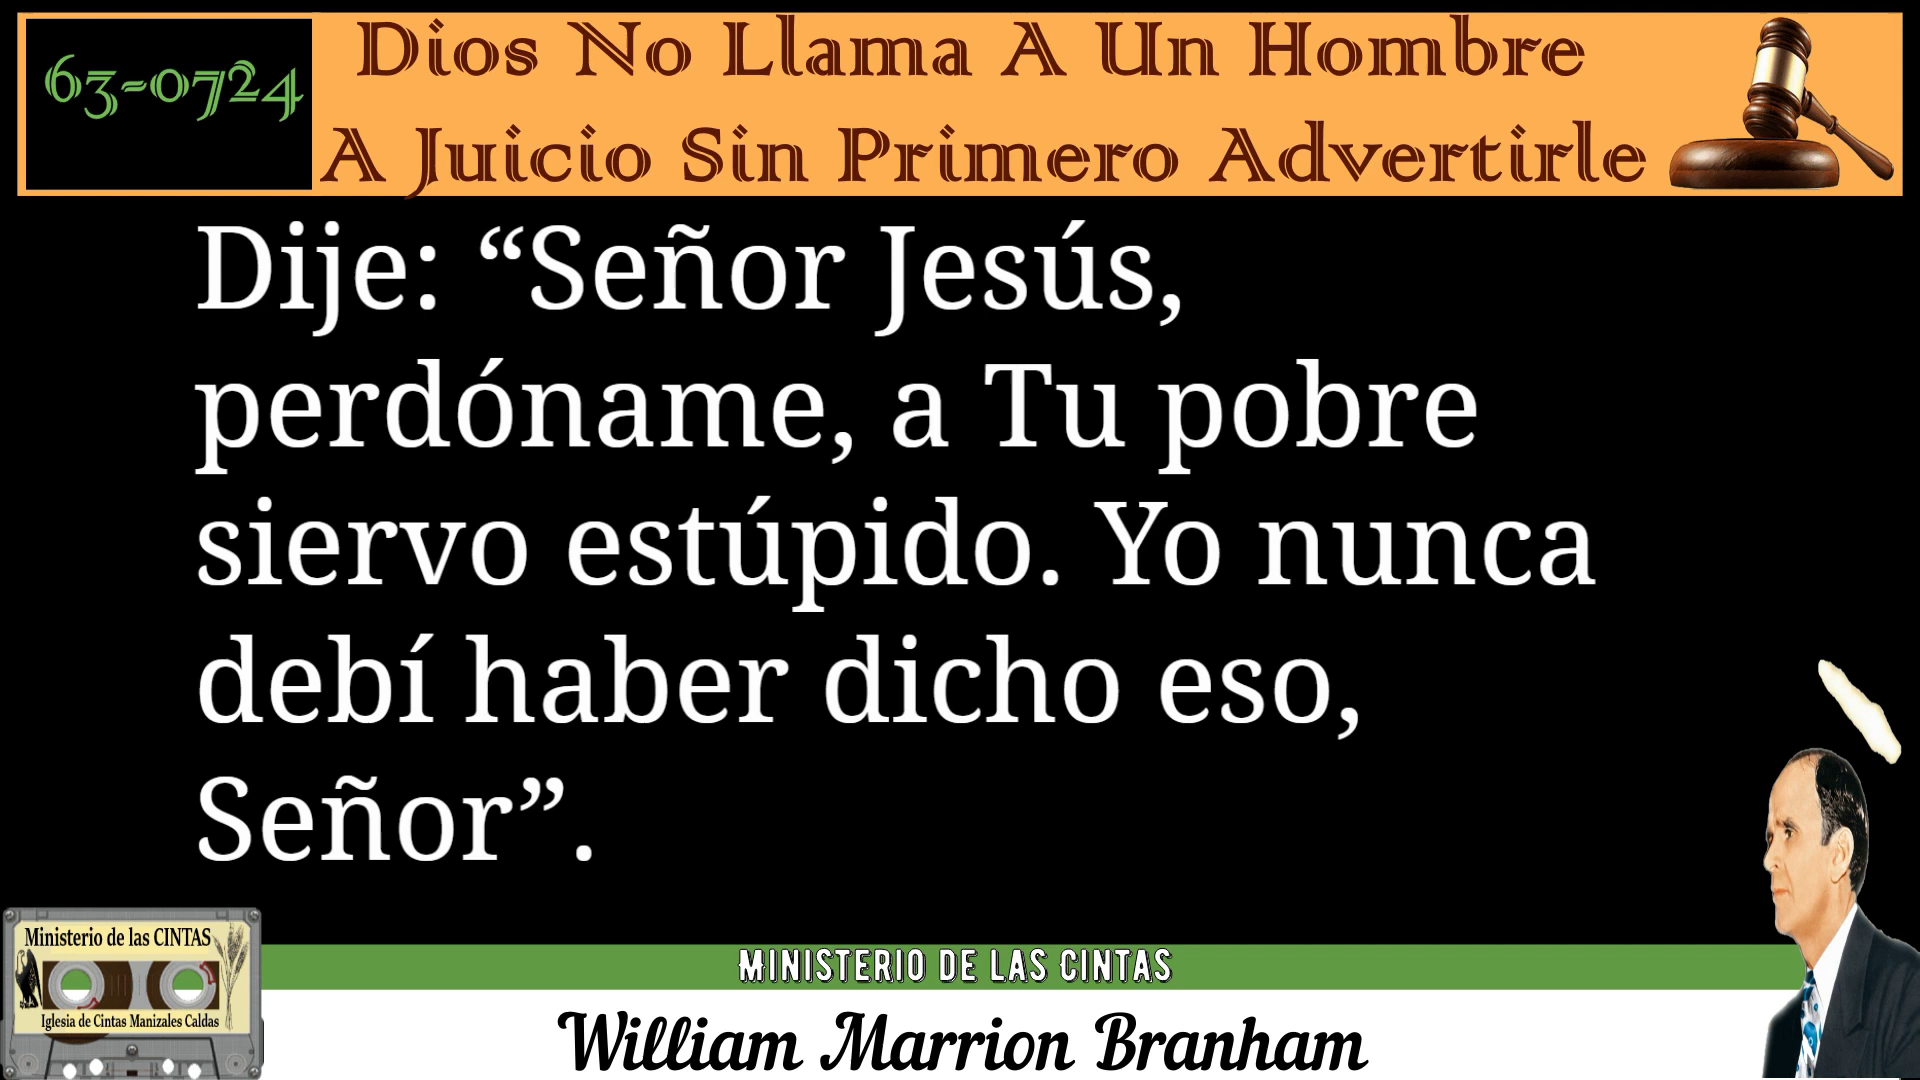 63-0724
Dios No Llama A Un Hombre
A Juicio Sin Primero Advertirle
Dije: “Señor Jesús,
perdóname, a Tu pobre
siervo estúpido. Yo nunca
debí haber dicho eso,
Señor”.
Ministerio de las CINTAS
Iglesia de Cintas Manizales Caldas
MINISTERIO DE LAS CINTAS
William Marrion Branham